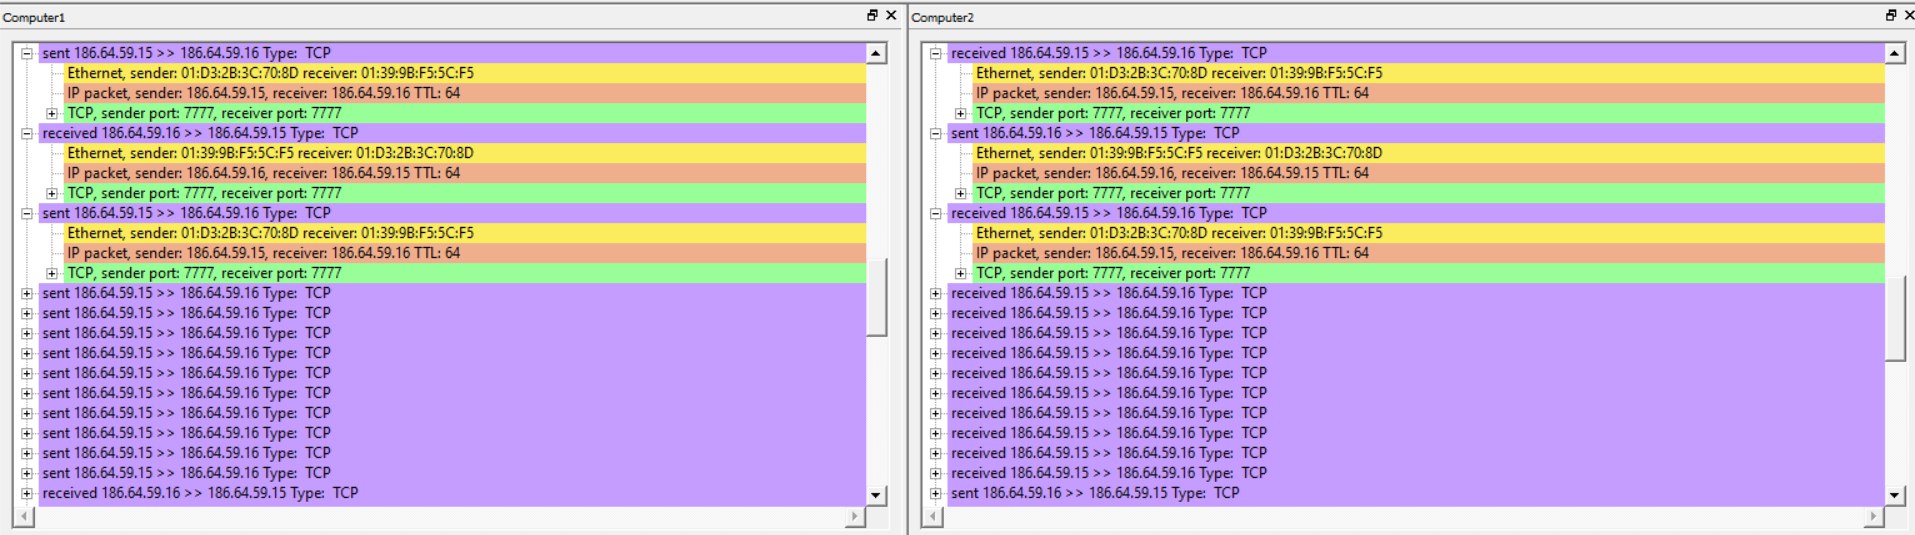 Computer1
sent 186.64.59.15 >> 186.64.59.16 Type: TCP
Ethernet, sender: 01:D3:2B:3C:70:8D receiver: 01:39:9B:F5:5C:F5
IP packet, sender: 186.64.59.15, receiver: 186.64.59.16 TTL: 64
TCP, sender port: 7777, receiver port: 7777
received 186.64.59.16 >> 186.64.59.15 Type: TCP
Ethernet, sender: 01:39:9B:F5:5C:F5 receiver: 01:D3:2B:3C:70:8D
IP packet, sender: 186.64.59.16, receiver: 186.64.59.15 TTL: 64
TCP, sender port: 7777, receiver port: 7777
sent 186.64.59.15 >> 186.64.59.16 Type: TCP
Ethernet, sender: 01:D3:2B:3C:70:8D receiver: 01:39:9B:F5:5C:F5
IP packet, sender: 186.64.59.15, receiver: 186.64.59.16 TTL: 64
TCP, sender port: 7777, receiver port: 7777
sent 186.64.59.15 >> 186.64.59.16 Type: TCP
sent 186.64.59.15 >> 186.64.59.16 Type: TCP
sent 186.64.59.15 >> 186.64.59.16 Type: TCP
sent 186.64.59.15 >> 186.64.59.16 Type: TCP
sent 186.64.59.15 >> 186.64.59.16 Type: TCP
sent 186.64.59.15 >> 186.64.59.16 Type: TCP
sent 186.64.59.15 >> 186.64.59.16 Type: TCP
sent 186.64.59.15 >> 186.64.59.16 Type: TCP
sent 186.64.59.15 >> 186.64.59.16 Type: TCP
sent 186.64.59.15 >> 186.64.59.16 Type: TCP
received 186.64.59.16 >> 186.64.59.15 Type: TCP
Computer2
received 186.64.59.15 >> 186.64.59.16 Type: TCP
Ethernet, sender: 01:D3:2B:3C:70:8D receiver: 01:39:9B:F5:5C:F5
IP packet, sender: 186.64.59.15, receiver: 186.64.59.16 TTL: 64
TCP, sender port: 7777, receiver port: 7777
sent 186.64.59.16 >> 186.64.59.15 Type: TCP
Ethernet, sender: 01:39:9B:F5:5C:F5 receiver: 01:D3:2B:3C:70:8D
IP packet, sender: 186.64.59.16, receiver: 186.64.59.15 TTL: 64
TCP, sender port: 7777, receiver port: 7777
received 186.64.59.15 >> 186.64.59.16 Type: TCP
Ethernet, sender: 01:D3:2B:3C:70:8D receiver: 01:39:9B:F5:5C:F5
IP packet, sender: 186.64.59.15, receiver: 186.64.59.16 TTL: 64
TCP, sender port: 7777, receiver port: 7777
received 186.64.59.15 >> 186.64.59.16 Type: TCP
received 186.64.59.15 >> 186.64.59.16 Type: TCP
received 186.64.59.15 >> 186.64.59.16 Type: TCP
received 186.64.59.15 >> 186.64.59.16 Type: TCP
received 186.64.59.15 >> 186.64.59.16 Type: TCP
received 186.64.59.15 >> 186.64.59.16 Type: TCP
received 186.64.59.15 >> 186.64.59.16 Type: TCP
received 186.64.59.15 >> 186.64.59.16 Type: TCP
received 186.64.59.15 >> 186.64.59.16 Type: TCP
received 186.64.59.15 >> 186.64.59.16 Type: TCP
sent 186.64.59.16 >> 186.64.59.15 Type: TCP